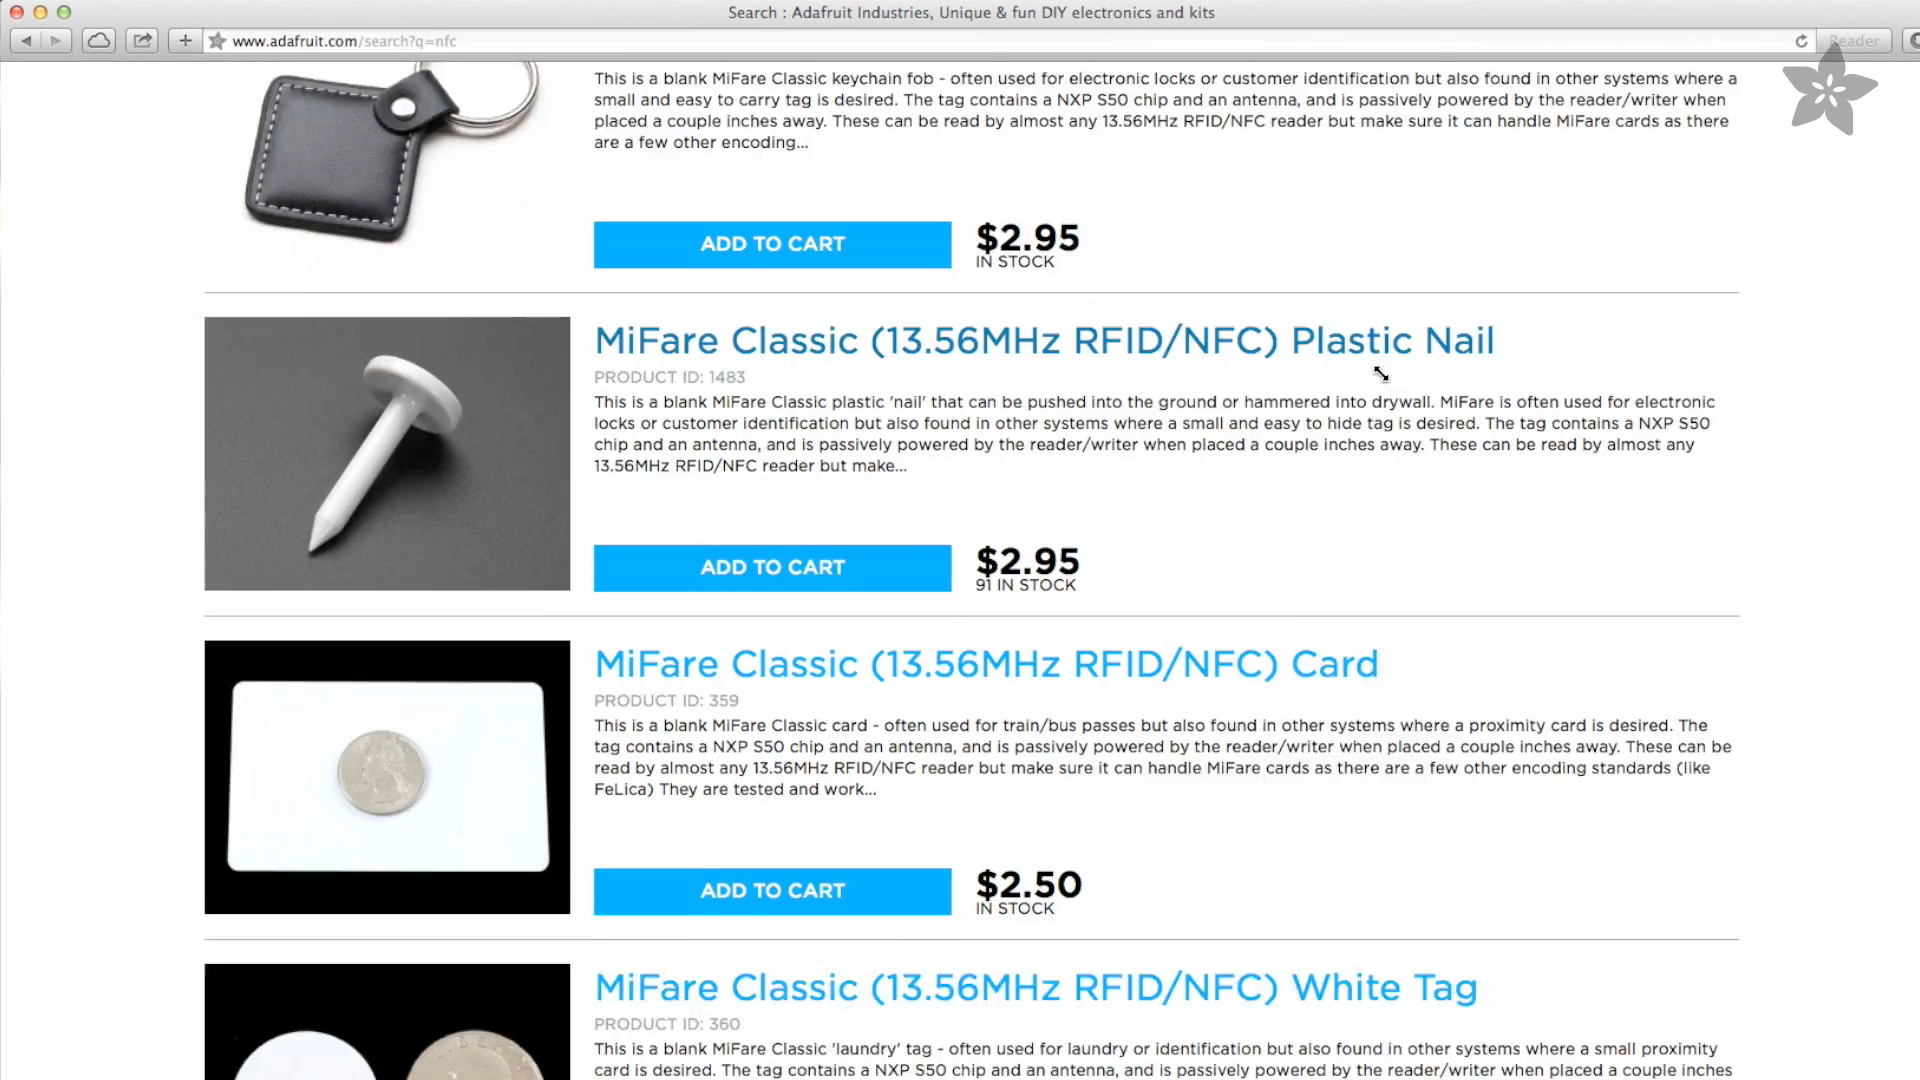 Search : Adafruit Industries, Unique & fun DIY electronics and kits
www.adafruit.com/search?q=nfc
Reader
This is a blank MiFare Classic keychain fob - often used for electronic locks or customer identification but also found in other systems where a
small and easy to carry tag is desired. The tag contains a NXP S50 chip and an antenna, and is passively powered by the reader/writer when
placed a couple inches away. These can be read by almost any 13.56MHz RFID/NFC reader but make sure it can handle MiFare cards as there
are a few other encoding...
ADD TO CART
$2.95
IN STOCK
MiFare Classic (13.56MHz RFID/NFC) Plastic Nail
PRODUCT ID: 1483
This is a blank MiFare Classic plastic 'nail' that can be pushed into the ground or hammered into drywall. MiFare is often used for electronic
locks or customer identification but also found in other systems where a small and easy to hide tag is desired. The tag contains a NXP S50
chip and an antenna, and is passively powered by the reader/writer when placed a couple inches away. These can be read by almost any
13.56MHz RFID/NFC reader but make...
ADD TO CART
$2.95
91 IN STOCK
MiFare Classic (13.56MHz RFID/NFC) Card
PRODUCT ID: 359
This is a blank MiFare Classic card - often used for train/bus passes but also found in other systems where a proximity card is desired. The
tag contains a NXP S50 chip and an antenna, and is passively powered by the reader/writer when placed a couple inches away. These can be
read by almost any 13.56MHz RFID/NFC reader but make sure it can handle MiFare cards as there are a few other encoding standards (like
FeLica) They are tested and work...
ADD TO CART
$2.50
IN STOCK
MiFare Classic (13.56MHz RFID/NFC) White Tag
PRODUCT ID: 360
This is a blank MiFare Classic 'laundry' tag - often used for laundry or identification but also found in other systems where a small proximity
card is desired. The tag contains a NXP S50 chip and an antenna, and is passively powered by the reader/writer when placed a couple inches